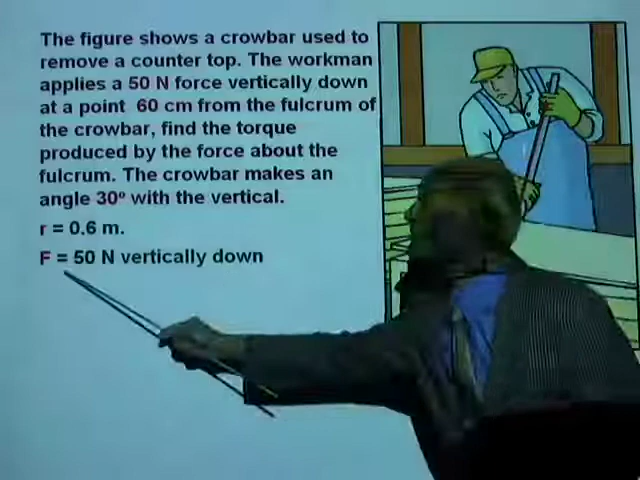 The figure shows a crowbar used to
remove a counter top. The workman
applies a 50 N force vertically down
at a point 60 cm from the fulcrum of
the crowbar, find the torque
produced by the force about the
fulcrum. The crowbar makes an
angle 30º with the vertical.
r = 0.6 m.
F = 50 N vertically down